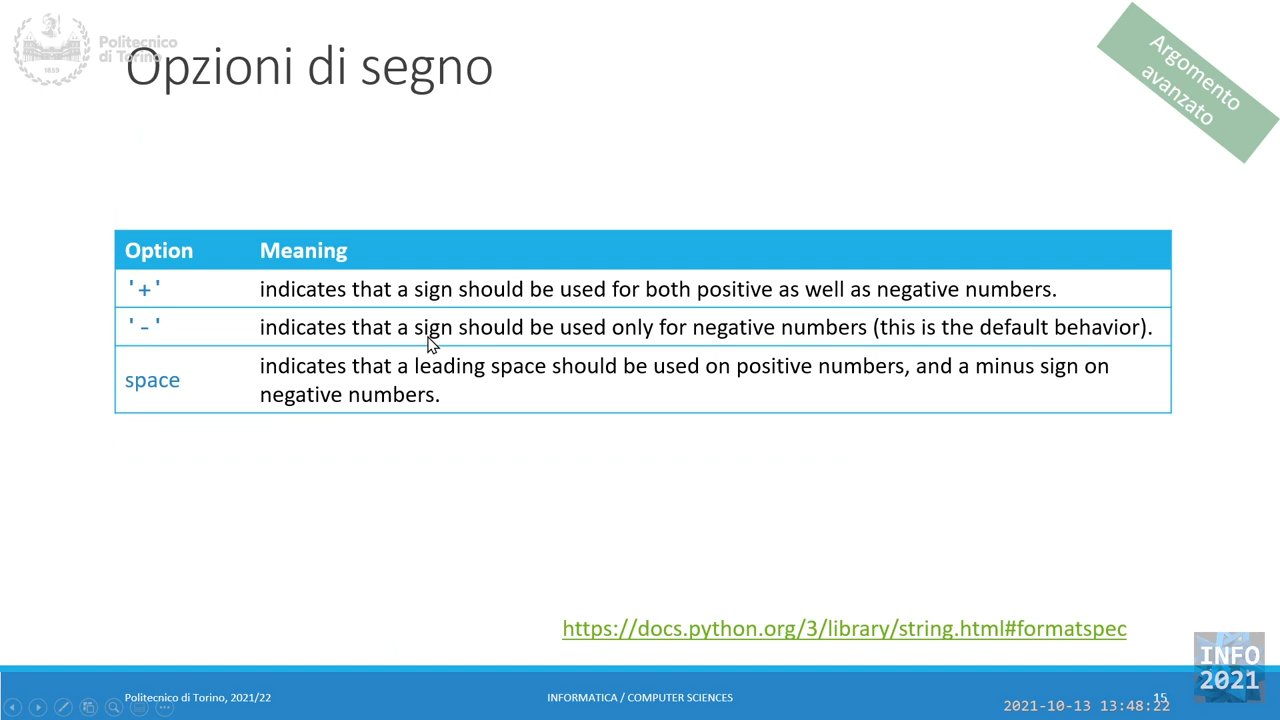 Politecnico
di Torino
1859
Opzioni di segno
Argomento
avanzato
Option Meaning
'+' indicates that a sign should be used for both positive as well as negative numbers.
'-' indicates that a sign should be used only for negative numbers (this is the default behavior).
space indicates that a leading space should be used on positive numbers, and a minus sign on
negative numbers.
https://docs.python.org/3/library/string.html#formatspec
INFO
2021
Politecnico di Torino, 2021/22 INFORMATICA / COMPUTER SCIENCES 15
2021-10-13 13:48:22